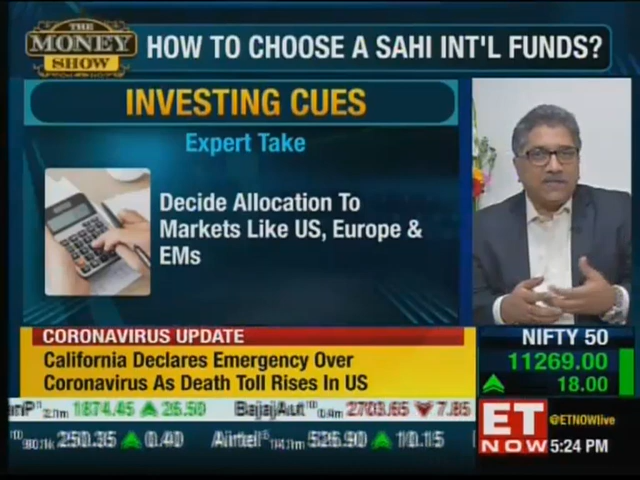 THE
MONEY
SHOW
HOW TO CHOOSE A SAHI INT'L FUNDS?
INVESTING CUES
Expert Take
Decide Allocation To
Markets Like US, Europe &
EMs
CORONAVIRUS UPDATE
California Declares Emergency Over
Coronavirus As Death Toll Rises In US
NIFTY 50
11269.00
18.00
1874.45 26.50 BajajAut 2703.65 7.85
250.35 0.40 Airtel 526.90 10.15
ET
NOW
@ETNOWlive
5:24 PM